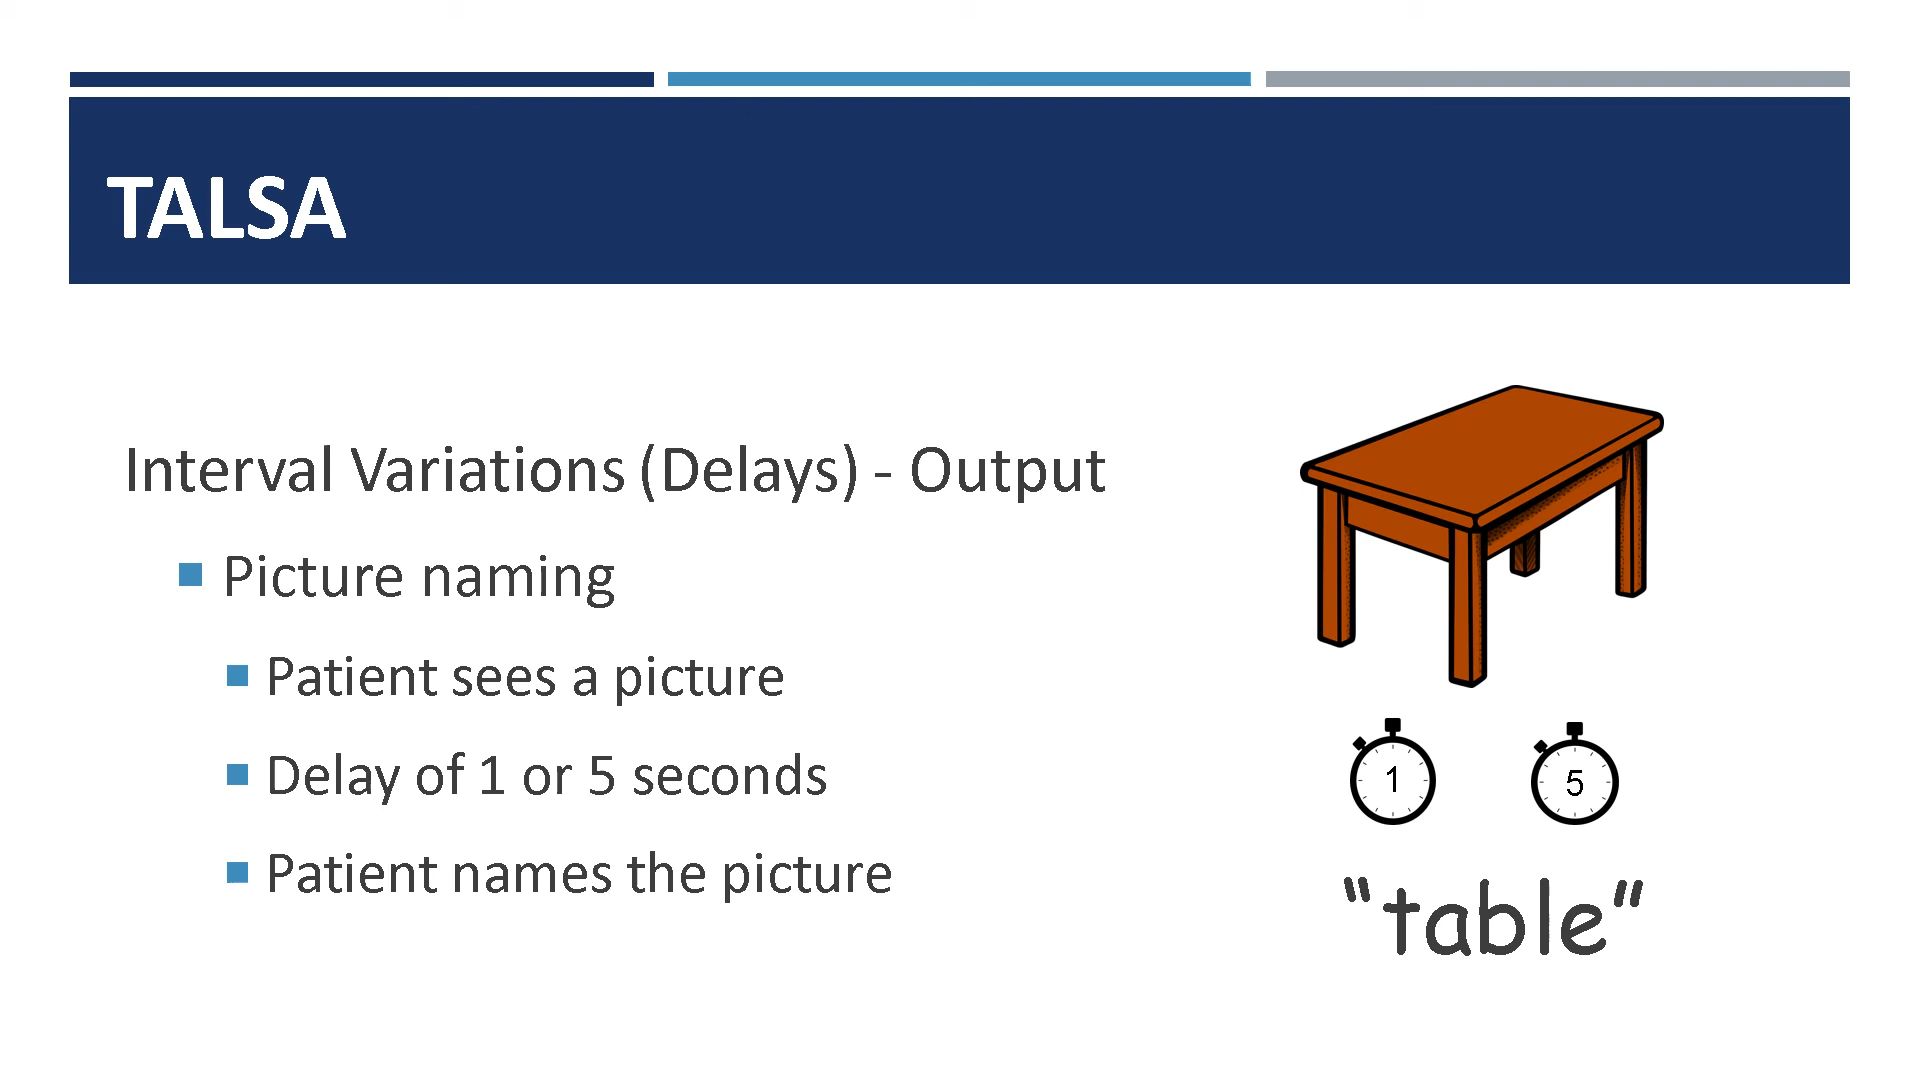 TALSA
Interval Variations (Delays) - Output
Picture naming
Patient sees a picture
Delay of 1 or 5 seconds
Patient names the picture
1
5
“table”